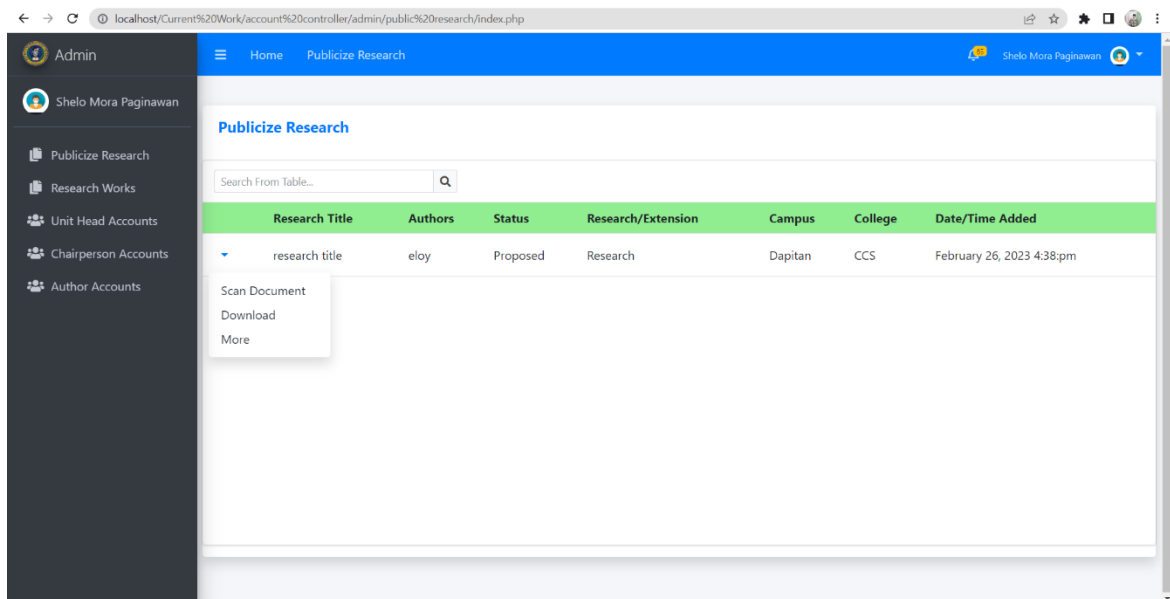 localhost/Current%20Work/account%20controller/admin/public%20research/index.php
Admin
Home Publicize Research
Shelo Mora Paginawan
Shelo Mora Paginawan
Publicize Research
Research Works
Unit Head Accounts
Chairperson Accounts
Author Accounts
Publicize Research
Search From Table...
Research Title Authors Status Research/Extension Campus College Date/Time Added
research title eloy Proposed Research Dapitan CCS February 26, 2023 4:38:pm
Scan Document
Download
More